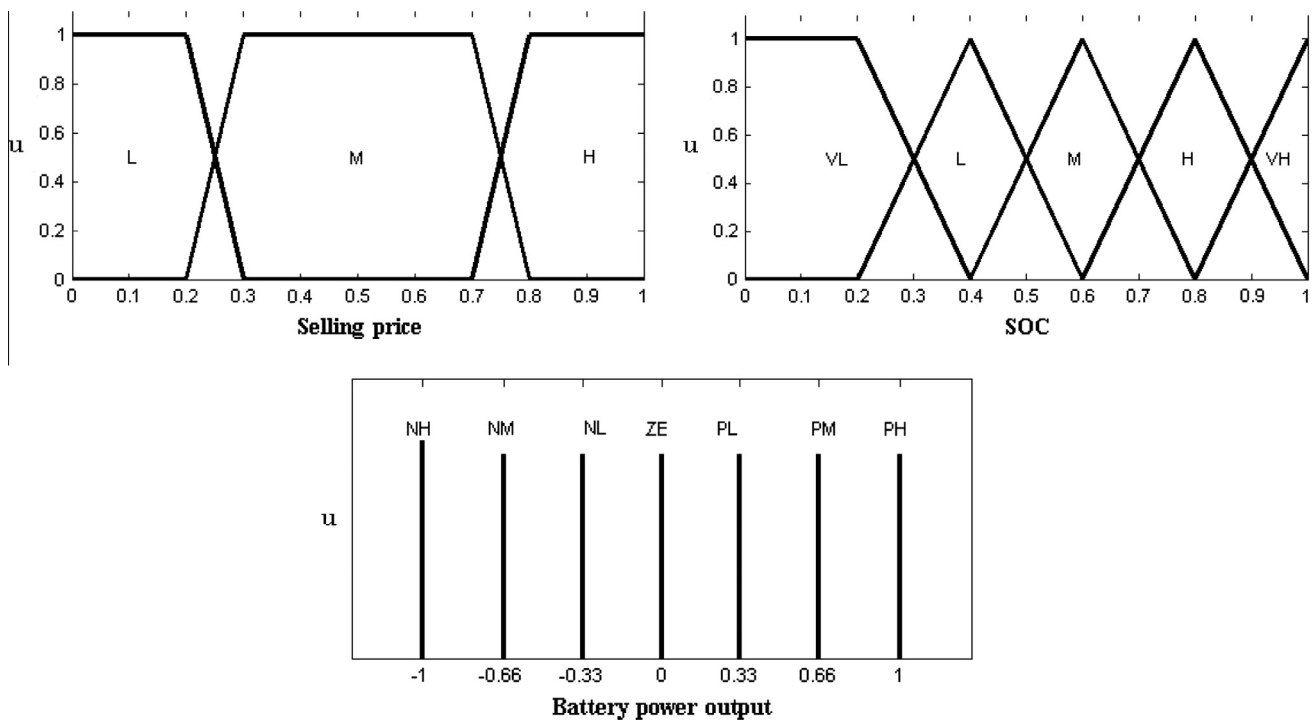 1
0.8
0.6
u
L
M
H
0.4
0.2
0
0 0.1 0.2 0.3 0.4 0.5 0.6 0.7 0.8 0.9 1
Selling price
1
0.8
0.6
u
VL
L
M
H
VH
0.4
0.2
0
0 0.1 0.2 0.3 0.4 0.5 0.6 0.7 0.8 0.9 1
SOC
NH NM NL ZE PL PM PH
u
-1 -0.66 -0.33 0 0.33 0.66 1
Battery power output